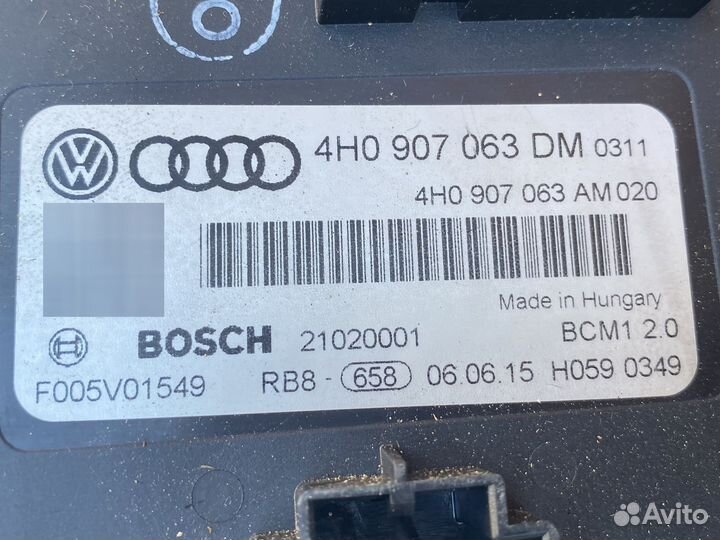 4H0 907 063 DM 0311
4H0 907 063 AM 020
Made in Hungary
BOSCH 21020001 BCM1 2.0
F005V01549 RB8 - 658 06.06.15 H059 0349
Avito